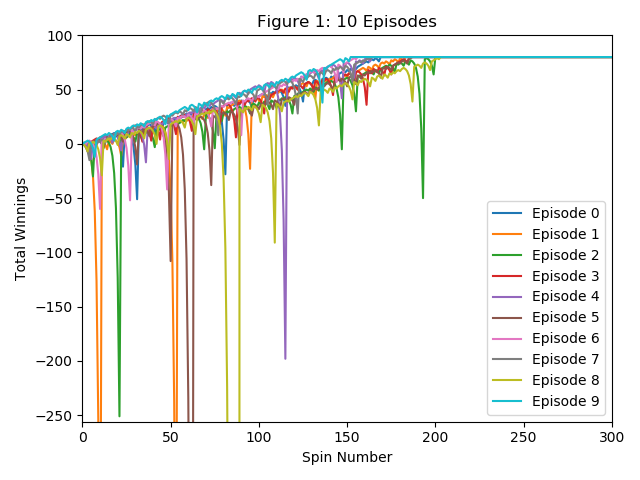 Figure 1: 10 Episodes
Total Winnings
100
50
0
−50
−100
−150
−200
−250
0
50
100
150
200
250
300
Spin Number
Episode 0
Episode 1
Episode 2
Episode 3
Episode 4
Episode 5
Episode 6
Episode 7
Episode 8
Episode 9